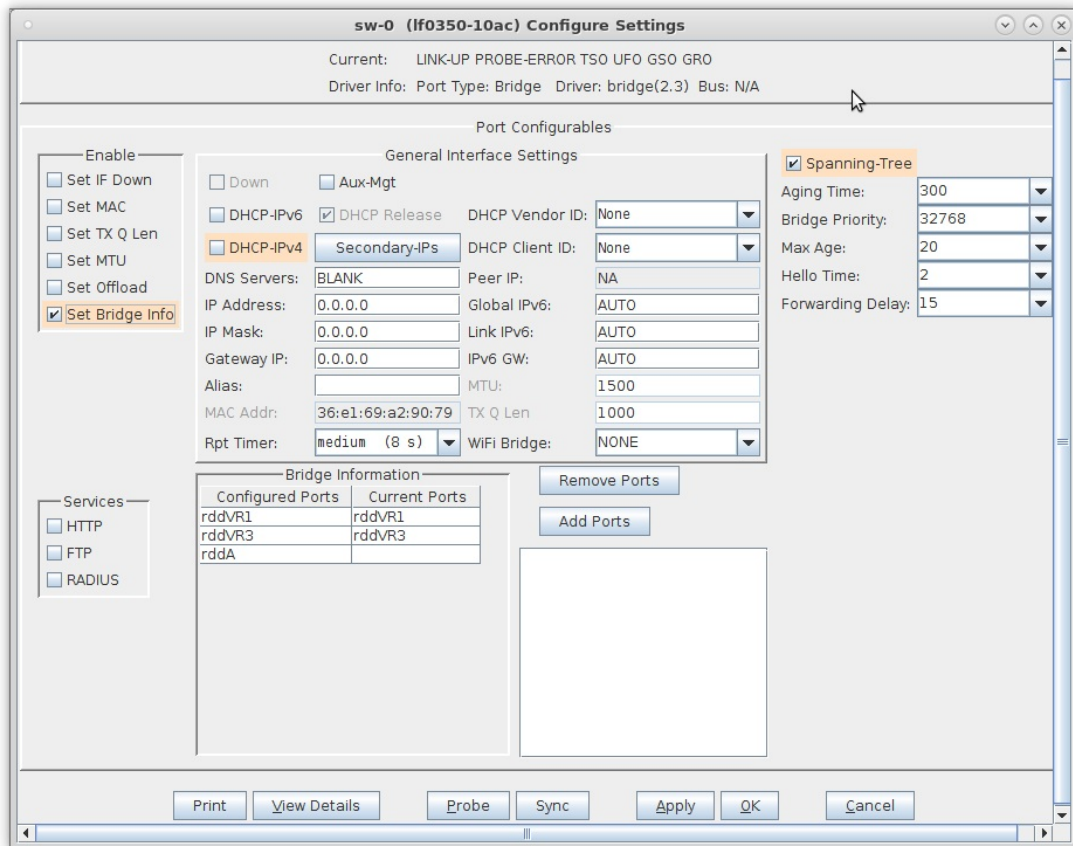 sw-0 (lf0350-10ac) Configure Settings
Current: LINK-UP PROBE-ERROR TSO UFO GSO GRO
Driver Info: Port Type: Bridge Driver: bridge(2.3) Bus: N/A
Port Configurables
Enable
Set IF Down
Set MAC
Set TX Q Len
Set MTU
Set Offload
Set Bridge Info
General Interface Settings
Down Aux-Mgt
DHCP-IPv6 DHCP Release DHCP Vendor ID: None
DHCP-IPv4 Secondary-IPs DHCP Client ID: None
DNS Servers: BLANK Peer IP: NA
IP Address: 0.0.0.0 Global IPv6: AUTO
IP Mask: 0.0.0.0 Link IPv6: AUTO
Gateway IP: 0.0.0.0 IPv6 GW: AUTO
Alias: MTU: 1500
MAC Addr: 36:e1:69:a2:90:79 TX Q Len 1000
Rpt Timer: medium (8 s) WiFi Bridge: NONE
Spanning-Tree
Aging Time: 300
Bridge Priority: 32768
Max Age: 20
Hello Time: 2
Forwarding Delay: 15
Services
HTTP
FTP
RADIUS
Bridge Information
Configured Ports Current Ports
rddVR1 rddVR1
rddVR3 rddVR3
rddA
Remove Ports
Add Ports
Print View Details Probe Sync Apply OK Cancel